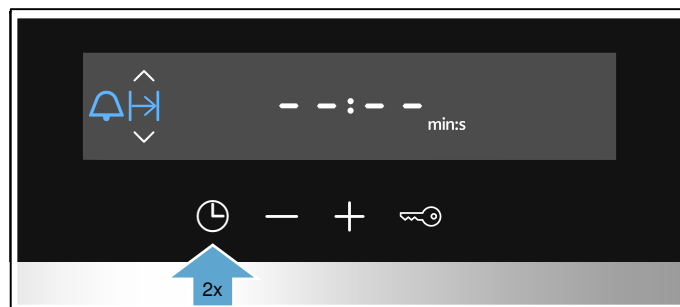 – –:– –
min:s
2x